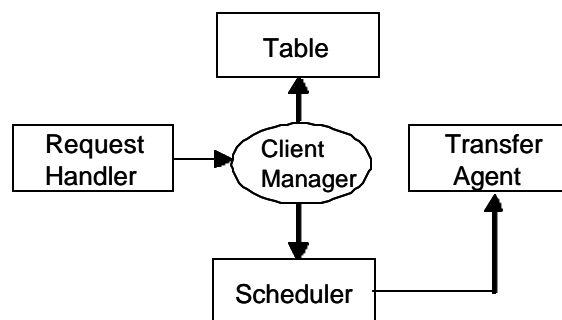 Table
Request
Handler
Client
Manager
Transfer
Agent
Scheduler